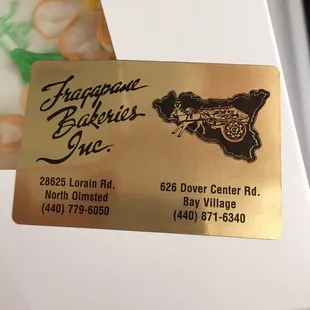 Fragapane
Bakeries
Inc.
28625 Lorain Rd.
North Olmsted
(440) 779-6050
626 Dover Center Rd.
Bay Village
(440) 871-6340